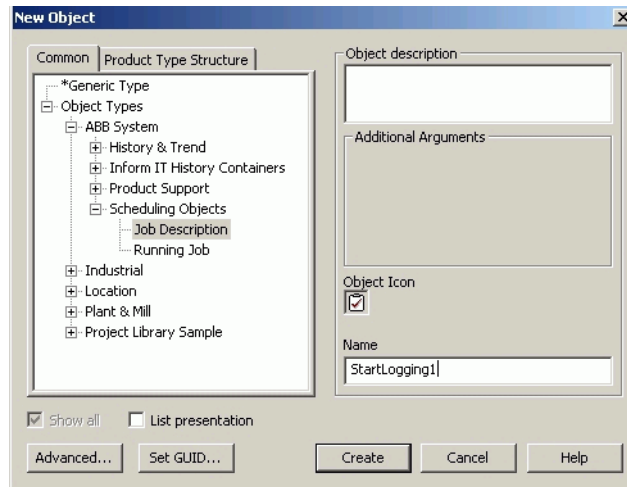 New Object
Common
Product Type Structure
*Generic Type
Object Types
ABB System
History & Trend
Inform IT History Containers
Product Support
Scheduling Objects
Job Description
Running Job
Industrial
Location
Plant & Mill
Project Library Sample
Object description
Additional Arguments
Object Icon
Name
StartLogging1
Show all
List presentation
Advanced...
Set GUID...
Create
Cancel
Help